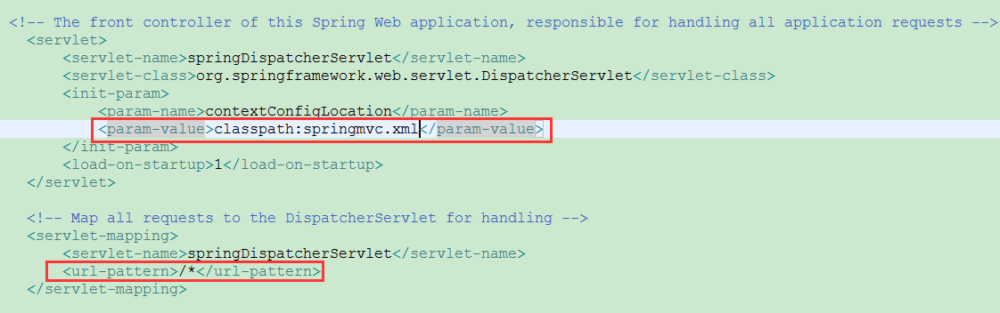 <!-- The front controller of this Spring Web application, responsible for handling all application requests -->
<servlet>
<servlet-name>springDispatcherServlet</servlet-name>
<servlet-class>org.springframework.web.servlet.DispatcherServlet</servlet-class>
<init-param>
<param-name>contextConfigLocation</param-name>
<param-value>classpath:springmvc.xml</param-value>
</init-param>
<load-on-startup>1</load-on-startup>
</servlet>
<!-- Map all requests to the DispatcherServlet for handling -->
<servlet-mapping>
<servlet-name>springDispatcherServlet</servlet-name>
<url-pattern>/*</url-pattern>
</servlet-mapping>